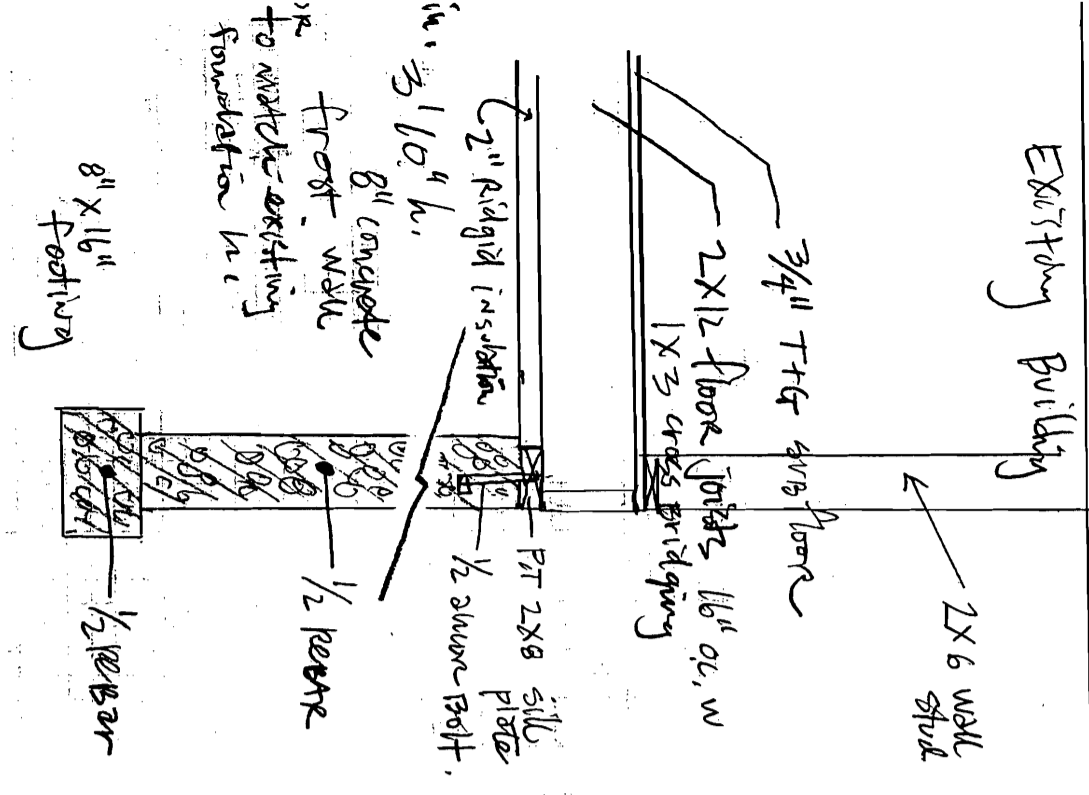 Existing Building
2X6 wall
stud
3/4" T+G sub floor
2X12 floor joists 16" o.c. w
1X3 cross Bridging
P.T 2X8 sill
plate
1/2 anchor Bolt.
2" Ridgid insulation
in.
3'10" h.
8" concrete
frost wall
to match existing
foundation h.
1/2 Rebar
8" X 16"
footing
1/2 ReBar